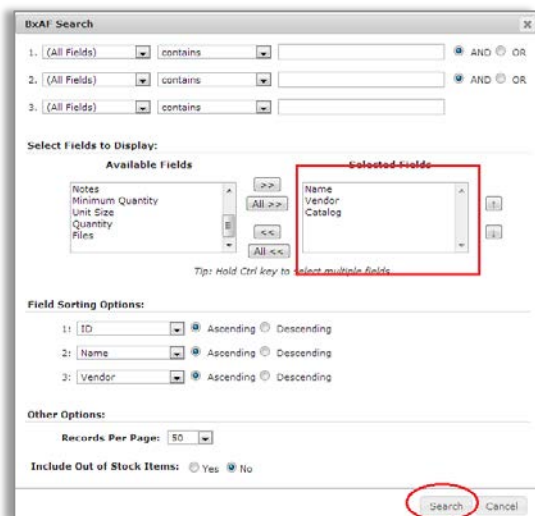 BxAF Search
1. (All Fields) contains AND OR
2. (All Fields) contains AND OR
3. (All Fields) contains
Select Fields to Display:
Available Fields Selected Fields
Notes
Minimum Quantity
Unit Size
Quantity
Files
>>
All >>
<<
All <<
Name
Vendor
Catalog
Tip: Hold Ctrl key to select multiple fields
Field Sorting Options:
1: ID Ascending Descending
2: Name Ascending Descending
3: Vendor Ascending Descending
Other Options:
Records Per Page: 50
Include Out of Stock Items: Yes No
Search Cancel